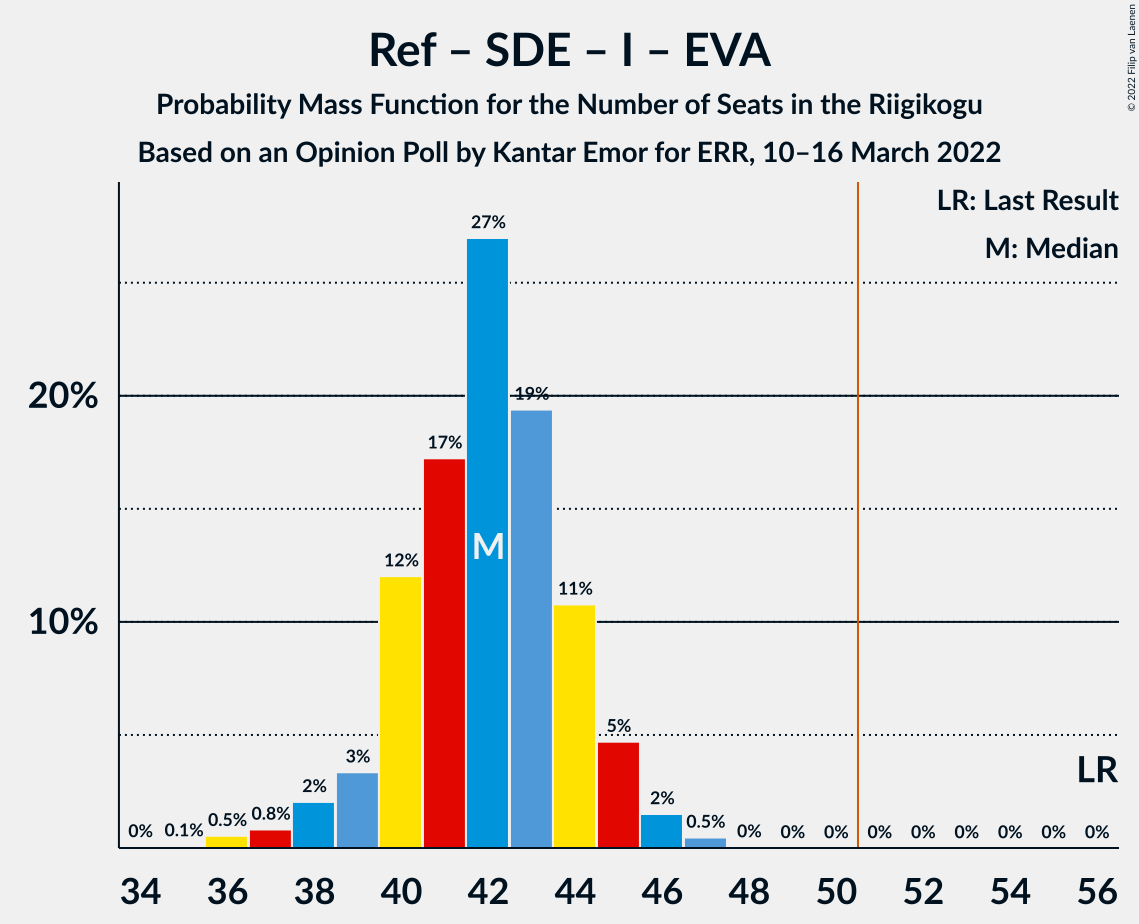 Ref – SDE – I – EVA
Probability Mass Function for the Number of Seats in the Riigikogu
Based on an Opinion Poll by Kantar Emor for ERR, 10–16 March 2022
© 2022 Filip van Laenen
LR: Last Result
M: Median
27%
20%
19%
17%
M
12%
11%
10%
5%
LR
3%
2%
2%
0% 0.1% 0.5% 0.8% 0.5% 0% 0% 0% 0% 0% 0% 0% 0% 0%
34 36 38 40 42 44 46 48 50 52 54 56